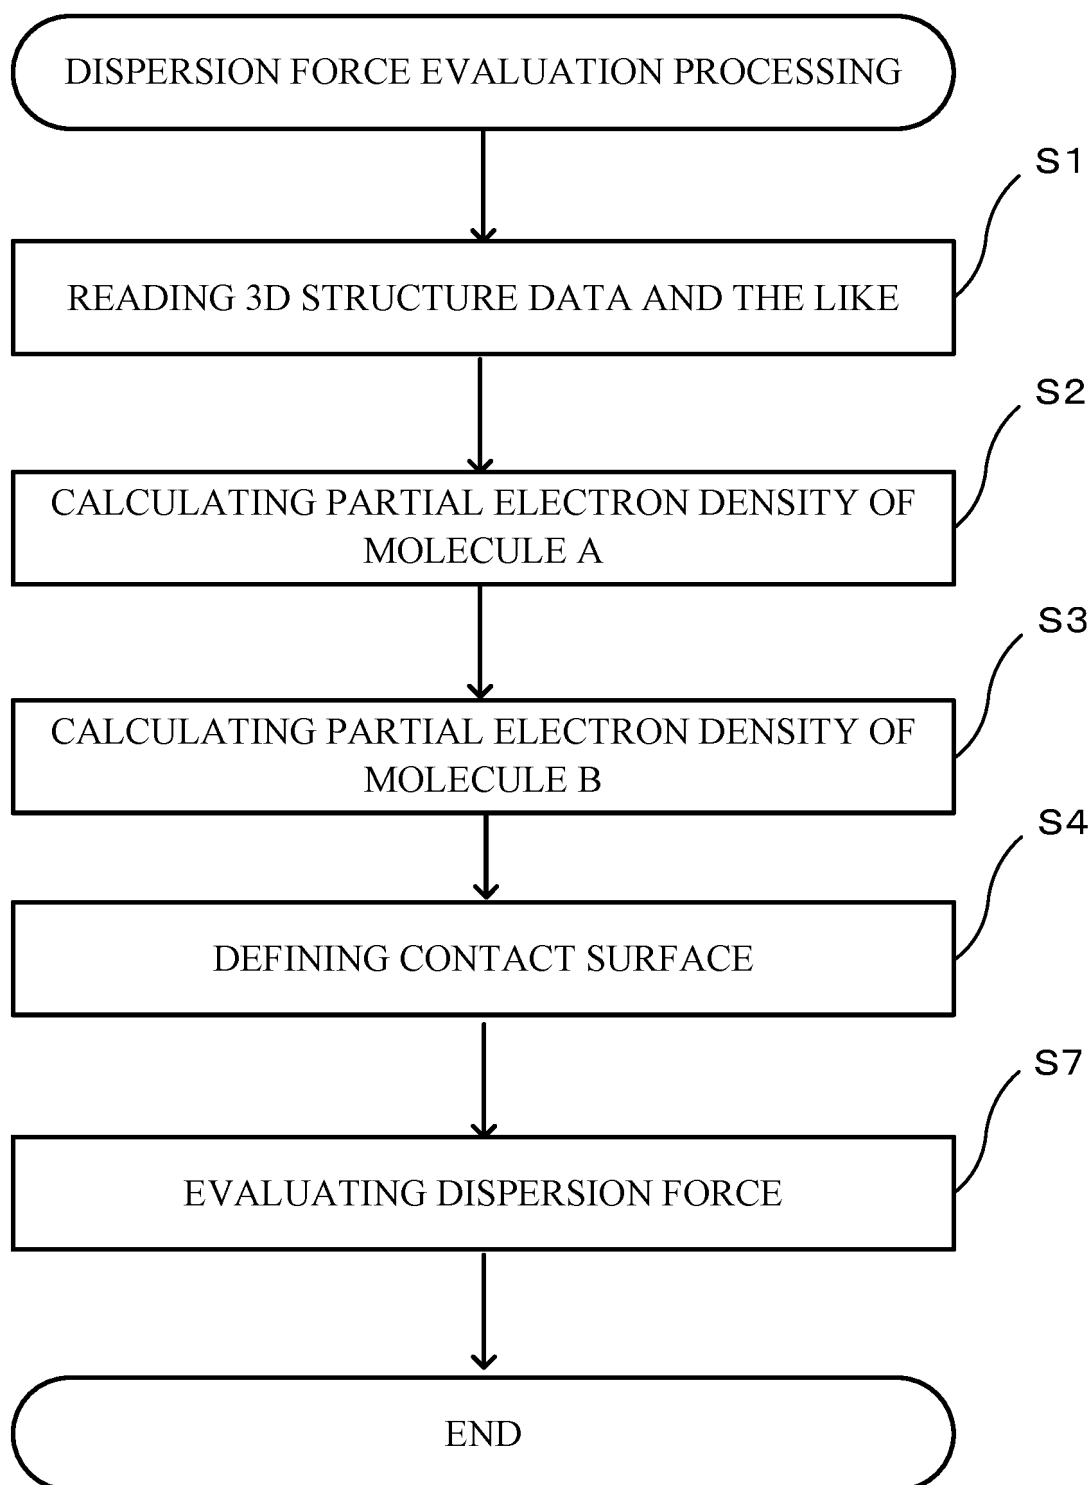 DISPERSION FORCE EVALUATION PROCESSING
S1
READING 3D STRUCTURE DATA AND THE LIKE
S2
CALCULATING PARTIAL ELECTRON DENSITY OF
MOLECULE A
S3
CALCULATING PARTIAL ELECTRON DENSITY OF
MOLECULE B
S4
DEFINING CONTACT SURFACE
S7
EVALUATING DISPERSION FORCE
END